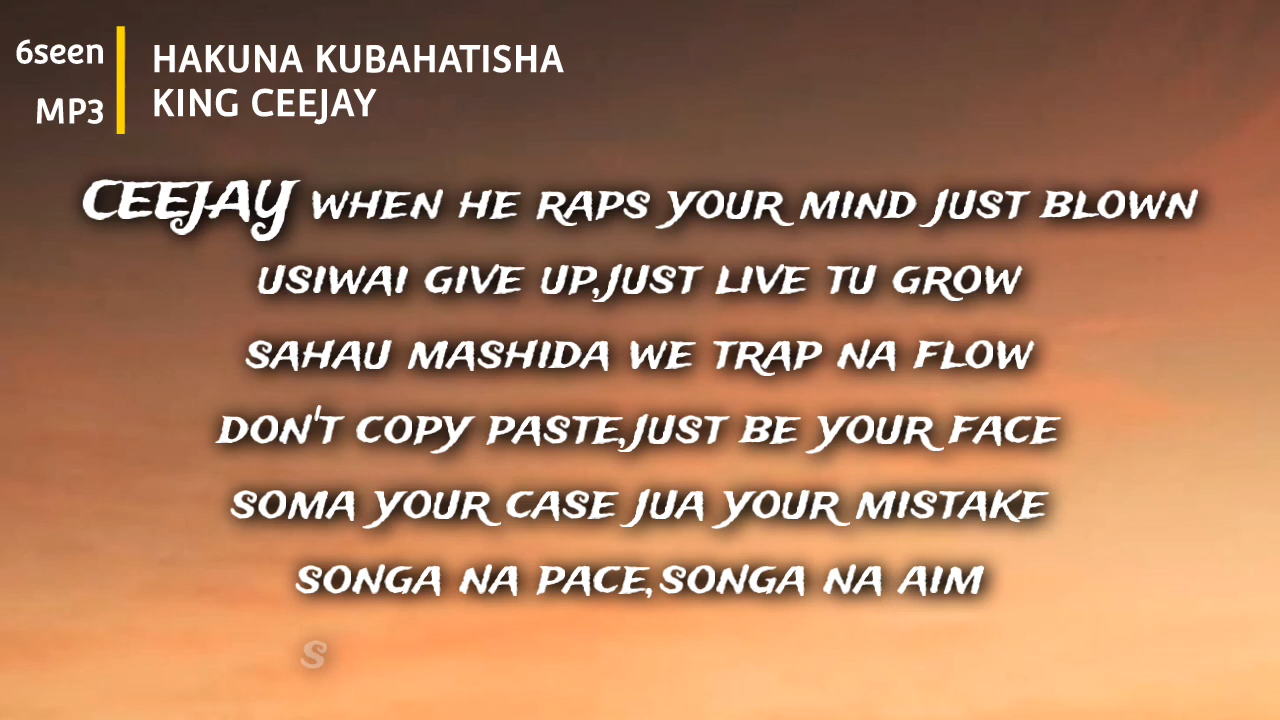 6seen
MP3
HAKUNA KUBAHATISHA
KING CEEJAY
CEEJAY WHEN HE RAPS YOUR MIND JUST BLOWN
USIWAI GIVE UP,JUST LIVE TU GROW
SAHAU MASHIDA WE TRAP NA FLOW
DON'T COPY PASTE,JUST BE YOUR FACE
SOMA YOUR CASE JUA YOUR MISTAKE
SONGA NA PACE,SONGA NA AIM
S